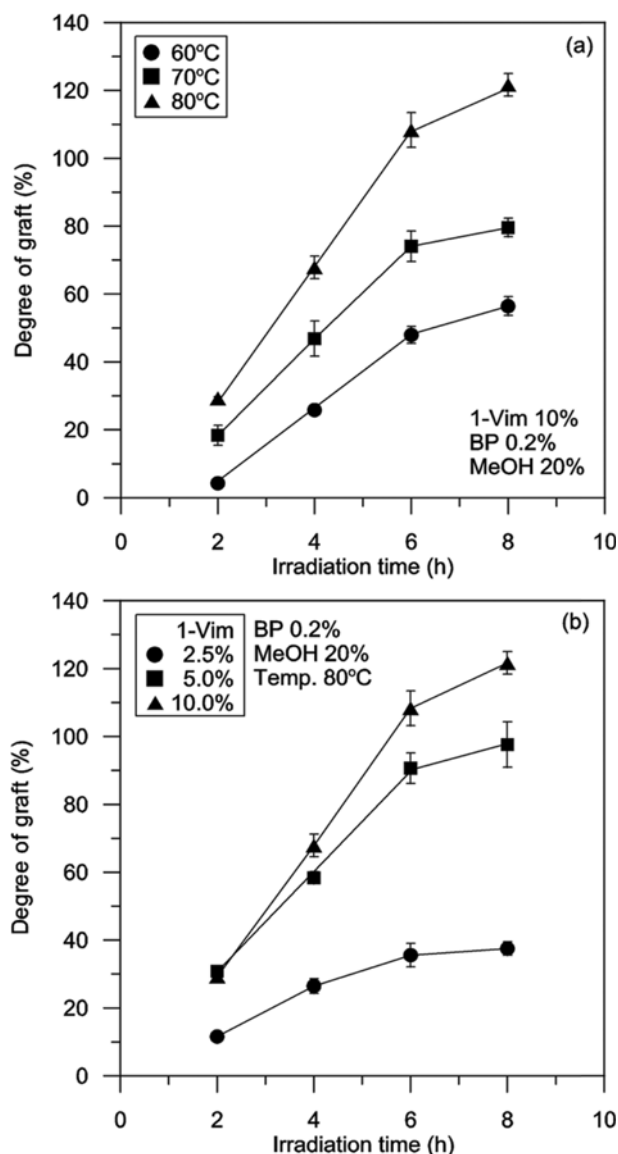 (a)
60ºC
70ºC
80ºC
140
120
100
80
60
40
20
0
Degree of graft (%)
1-Vim 10%
BP 0.2%
MeOH 20%
0 2 4 6 8 10
Irradiation time (h)
(b)
1-Vim
2.5%
5.0%
10.0%
BP 0.2%
MeOH 20%
Temp. 80ºC
140
120
100
80
60
40
20
0
Degree of graft (%)
0 2 4 6 8 10
Irradiation time (h)